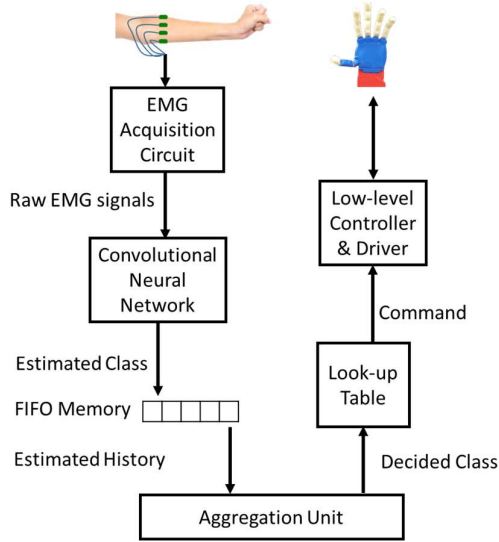 EMG
Acquisition
Circuit
Raw EMG signals
Convolutional
Neural
Network
Estimated Class
FIFO Memory
Estimated History
Aggregation Unit
Decided Class
Look-up
Table
Command
Low-level
Controller
& Driver